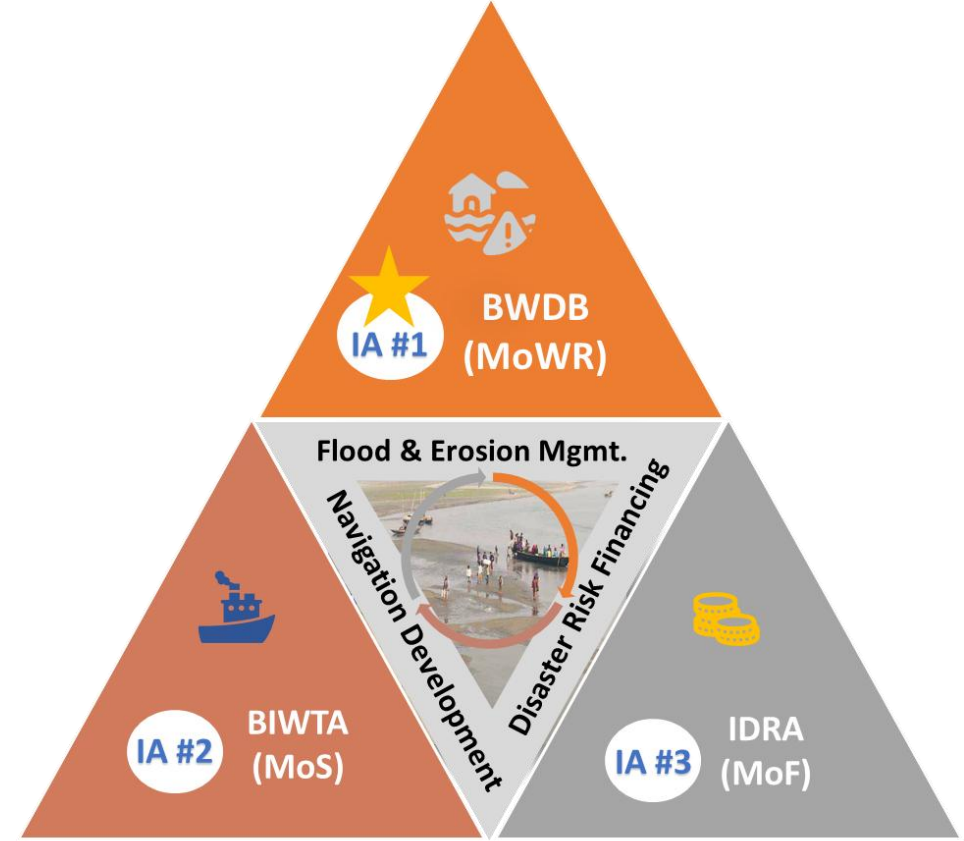 IA #1
BWDB
(MoWR)
Flood & Erosion Mgmt.
Navigation Development
Disaster Risk Financing
IA #2
BIWTA
(MoS)
IA #3
IDRA
(MoF)